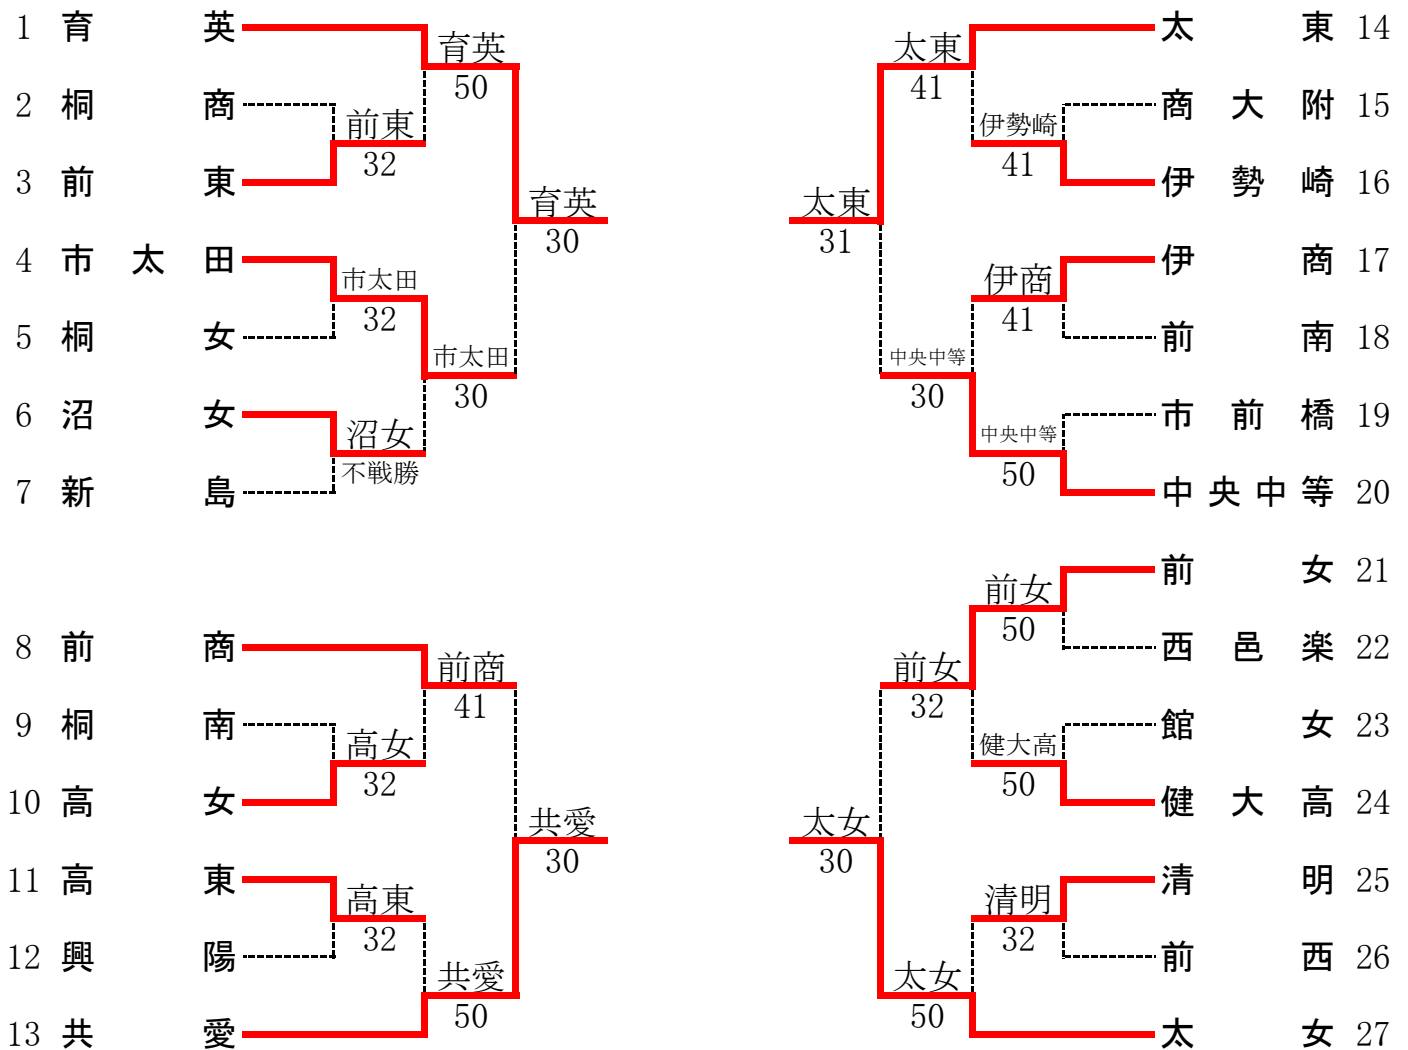 1 育英
2 桐商
3 前東
4 市太田
5 桐女
6 沼女
7 新島
8 前商
9 桐南
10 高女
11 高東
12 興陽
13 共愛
前東
32
市太田
32
沼女
不戦勝
高女
32
高東
32
育英
50
市太田
30
前商
41
共愛
50
育英
30
共愛
30
太東
31
太女
30
太東
41
中央中等
30
前女
32
太女
50
伊勢崎
41
伊商
41
中央中等
50
前女
50
健大高
50
清明
32
太東 14
商大附 15
伊勢崎 16
伊商 17
前南 18
市前橋 19
中央中等 20
前女 21
西邑楽 22
館女 23
健大高 24
清明 25
前西 26
太女 27